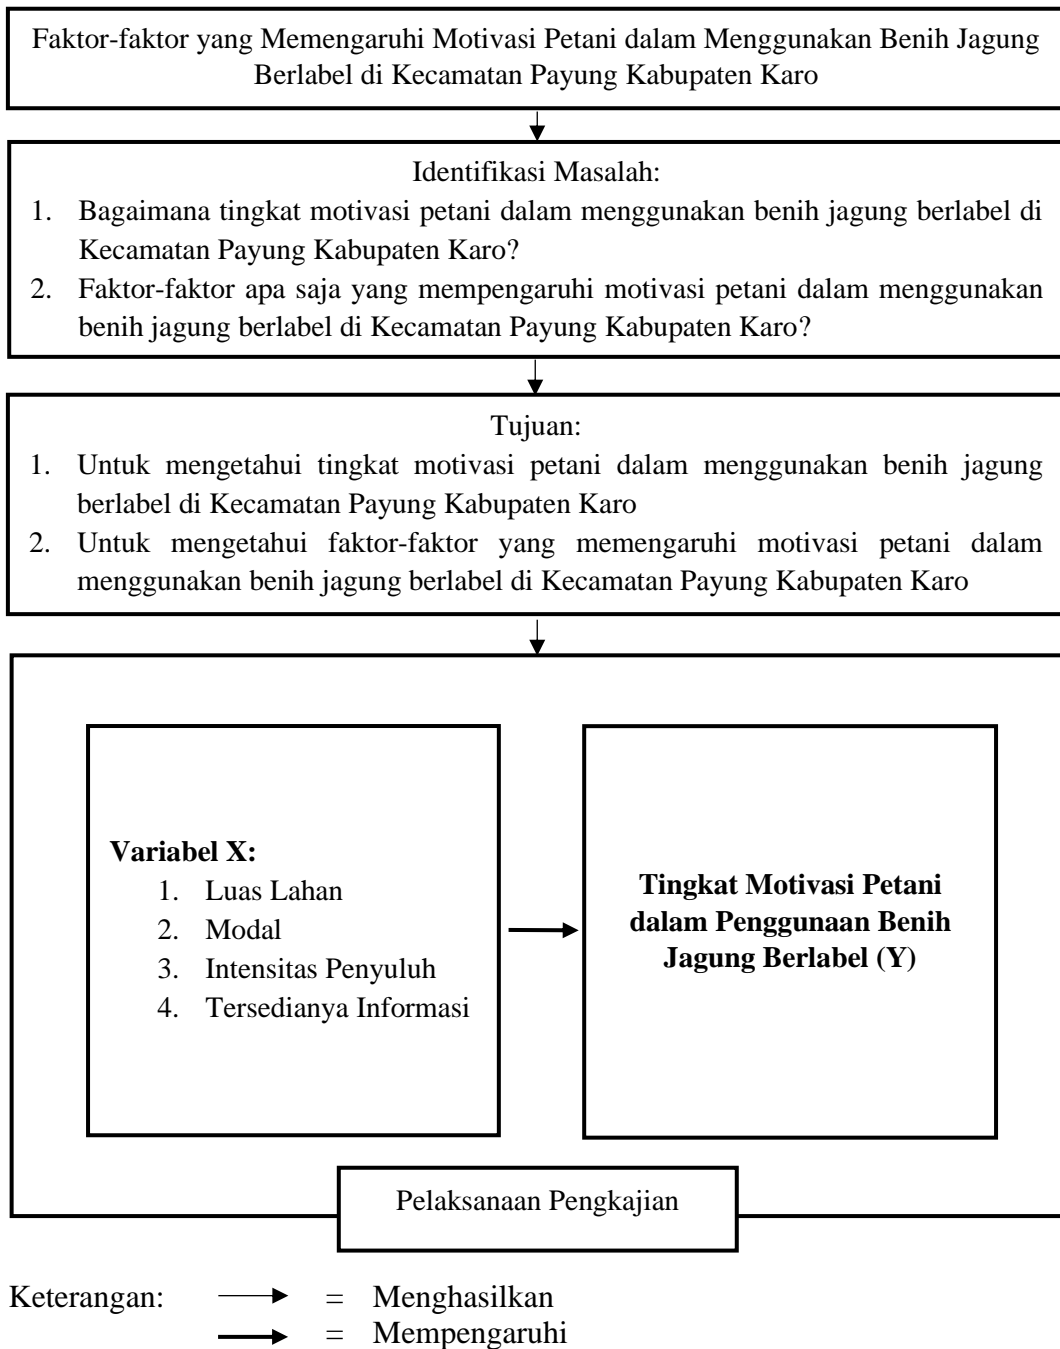 Faktor-faktor yang Memengaruhi Motivasi Petani dalam Menggunakan Benih Jagung
Berlabel di Kecamatan Payung Kabupaten Karo
Identifikasi Masalah:
1. Bagaimana tingkat motivasi petani dalam menggunakan benih jagung berlabel di
Kecamatan Payung Kabupaten Karo?
2. Faktor-faktor apa saja yang mempengaruhi motivasi petani dalam menggunakan
benih jagung berlabel di Kecamatan Payung Kabupaten Karo?
Tujuan:
1. Untuk mengetahui tingkat motivasi petani dalam menggunakan benih jagung
berlabel di Kecamatan Payung Kabupaten Karo
2. Untuk mengetahui faktor-faktor yang memengaruhi motivasi petani dalam
menggunakan benih jagung berlabel di Kecamatan Payung Kabupaten Karo
Variabel X:
1. Luas Lahan
2. Modal
3. Intensitas Penyuluh
4. Tersedianya Informasi
Tingkat Motivasi Petani
dalam Penggunaan Benih
Jagung Berlabel (Y)
Pelaksanaan Pengkajian
Keterangan: = Menghasilkan
= Mempengaruhi